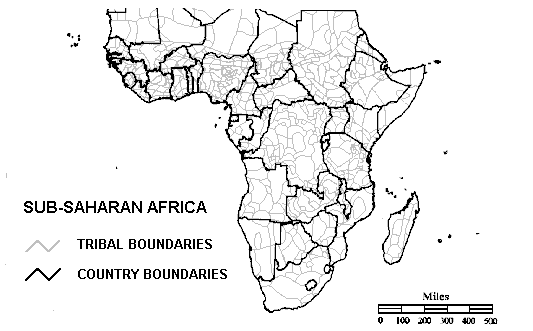 SUB-SAHARAN AFRICA
TRIBAL BOUNDARIES
COUNTRY BOUNDARIES
Miles
0 100 200 300 400 500